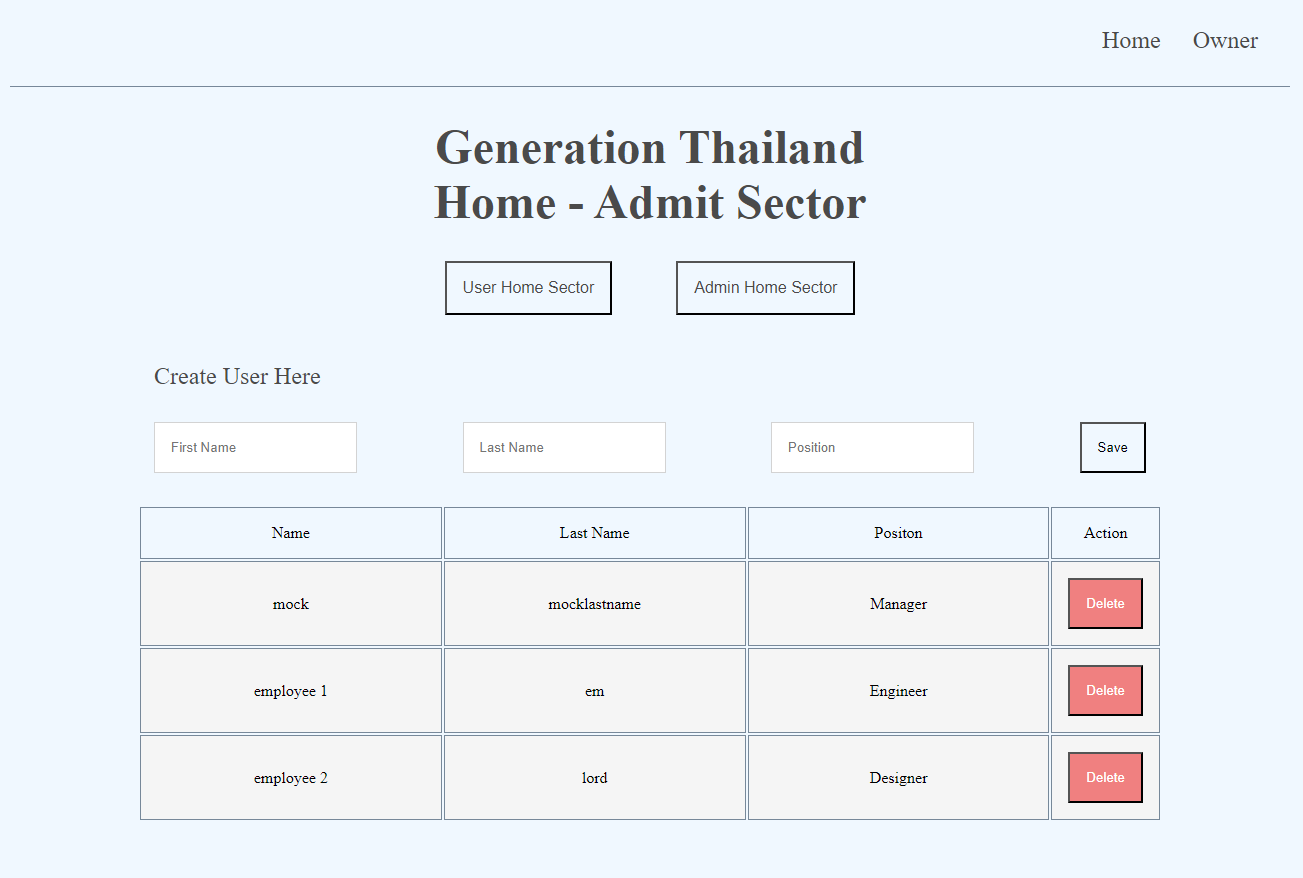 Home Owner
Generation Thailand
Home - Admit Sector
User Home Sector Admin Home Sector
Create User Here
First Name Last Name Position Save
Name Last Name Positon Action
mock mocklastname Manager Delete
employee 1 em Engineer Delete
employee 2 lord Designer Delete